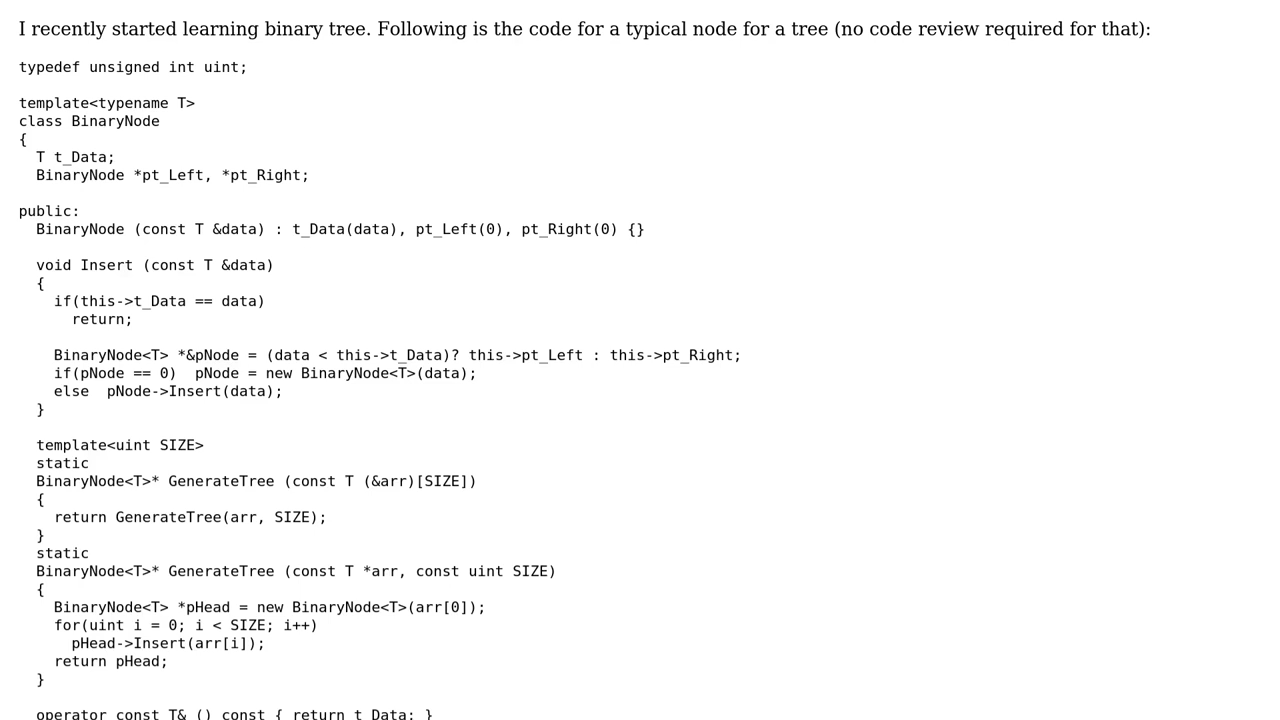 I recently started learning binary tree. Following is the code for a typical node for a tree (no code review required for that):
typedef unsigned int uint;
template<typename T>
class BinaryNode
{
  T t_Data;
  BinaryNode *pt_Left, *pt_Right;
public:
  BinaryNode (const T &data) : t_Data(data), pt_Left(0), pt_Right(0) {}
  void Insert (const T &data)
  {
    if(this->t_Data == data)
      return;
    BinaryNode<T> *&pNode = (data < this->t_Data)? this->pt_Left : this->pt_Right;
    if(pNode == 0)  pNode = new BinaryNode<T>(data);
    else  pNode->Insert(data);
  }
  template<uint SIZE>
  static
  BinaryNode<T>* GenerateTree (const T (&arr)[SIZE])
  {
    return GenerateTree(arr, SIZE);
  }
  static
  BinaryNode<T>* GenerateTree (const T *arr, const uint SIZE)
  {
    BinaryNode<T> *pHead = new BinaryNode<T>(arr[0]);
    for(uint i = 0; i < SIZE; i++)
      pHead->Insert(arr[i]);
    return pHead;
  }
  operator const T& () const { return t_Data; }